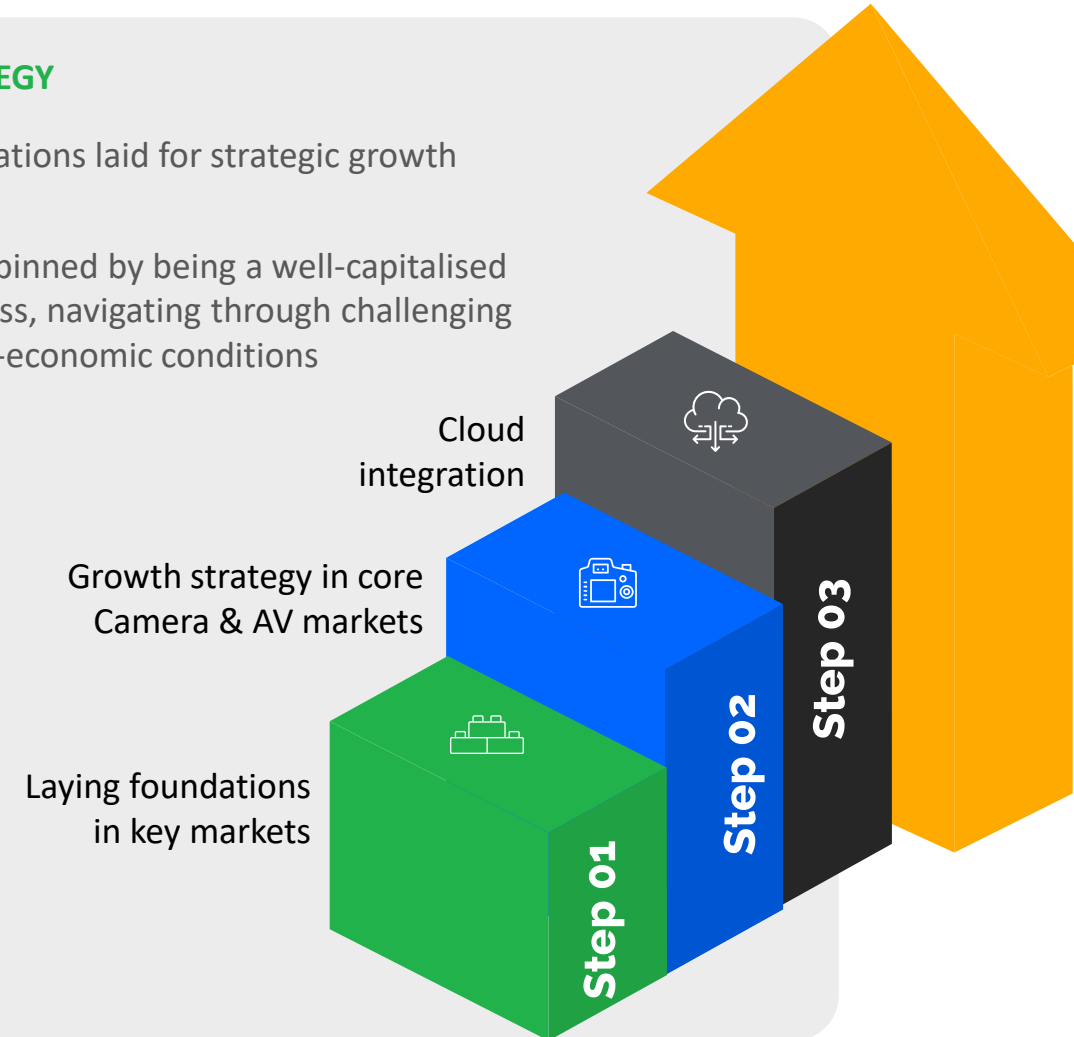 EGY
ations laid for strategic growth
pinned by being a well-capitalised
ss, navigating through challenging
-economic conditions
Cloud
integration
Growth strategy in core
Camera & AV markets
Laying foundations
in key markets
Step 03
Step 02
Step 01